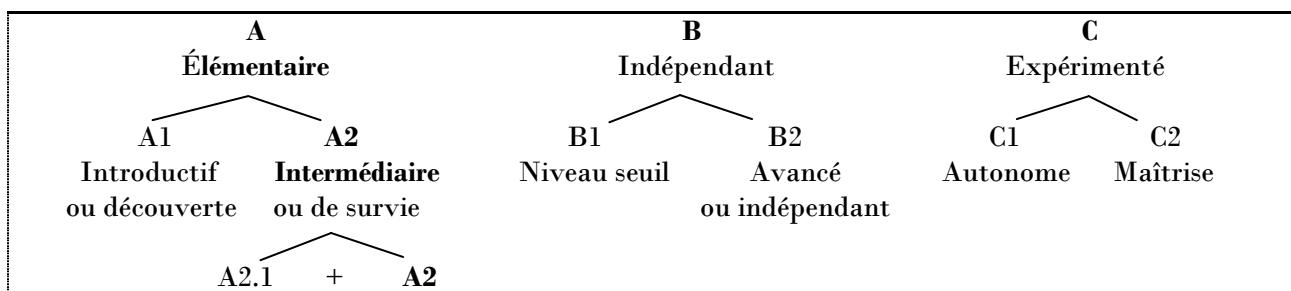 A B C
Élémentaire Indépendant Expérimenté
A1 A2 B1 B2 C1 C2
Introductif Intermédiaire Niveau seuil Avancé Autonome Maîtrise
ou découverte ou de survie ou indépendant
A2.1 + A2